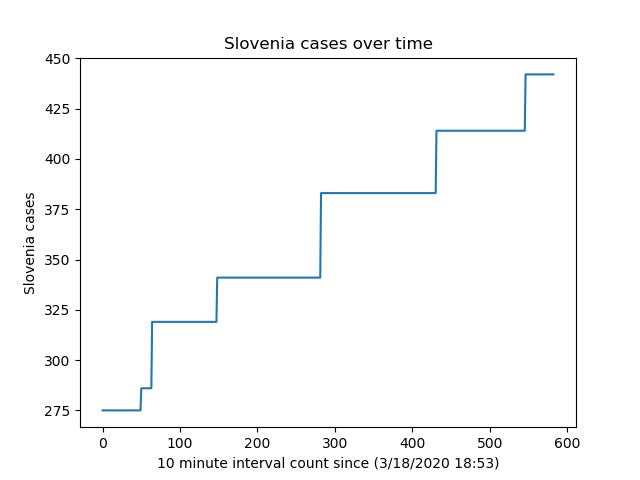 Slovenia cases over time
450
425
400
375
350
325
300
275
Slovenia cases
0 100 200 300 400 500 600
10 minute interval count since (3/18/2020 18:53)